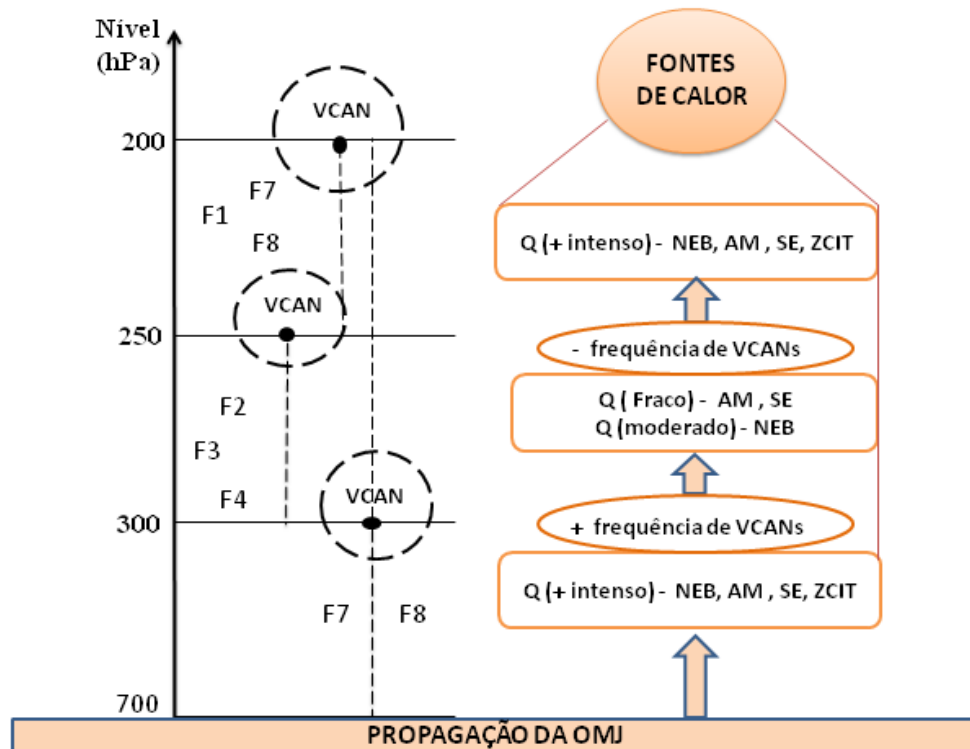 Nível
(hPa)
200
250
300
700
VCAN
F7
F1
F8
VCAN
F2
F3
F4
VCAN
F7 F8
FONTES
DE CALOR
Q (+ intenso) - NEB, AM , SE, ZCIT
- frequência de VCANs
Q ( Fraco) - AM , SE
Q (moderado) - NEB
+ frequência de VCANs
Q (+ intenso) - NEB, AM , SE, ZCIT
PROPAGAÇÃO DA OMJ